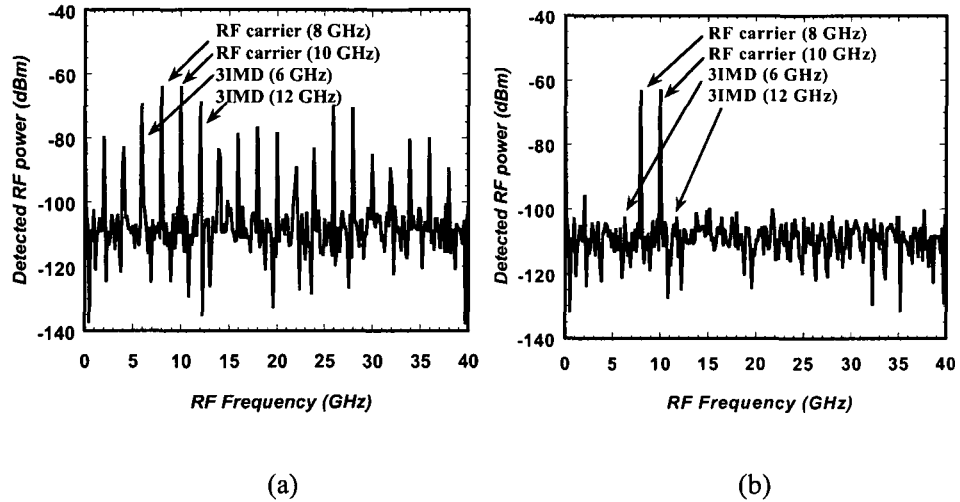 -40
-60
-80
-100
-120
-140
Detected RF power (dBm)
RF carrier (8 GHz)
RF carrier (10 GHz)
3IMD (6 GHz)
3IMD (12 GHz)
0 5 10 15 20 25 30 35 40
RF Frequency (GHz)
(a)
-40
-60
-80
-100
-120
-140
Detected RF power (dBm)
RF carrier (8 GHz)
RF carrier (10 GHz)
3IMD (6 GHz)
3IMD (12 GHz)
0 5 10 15 20 25 30 35 40
RF Frequency (GHz)
(b)